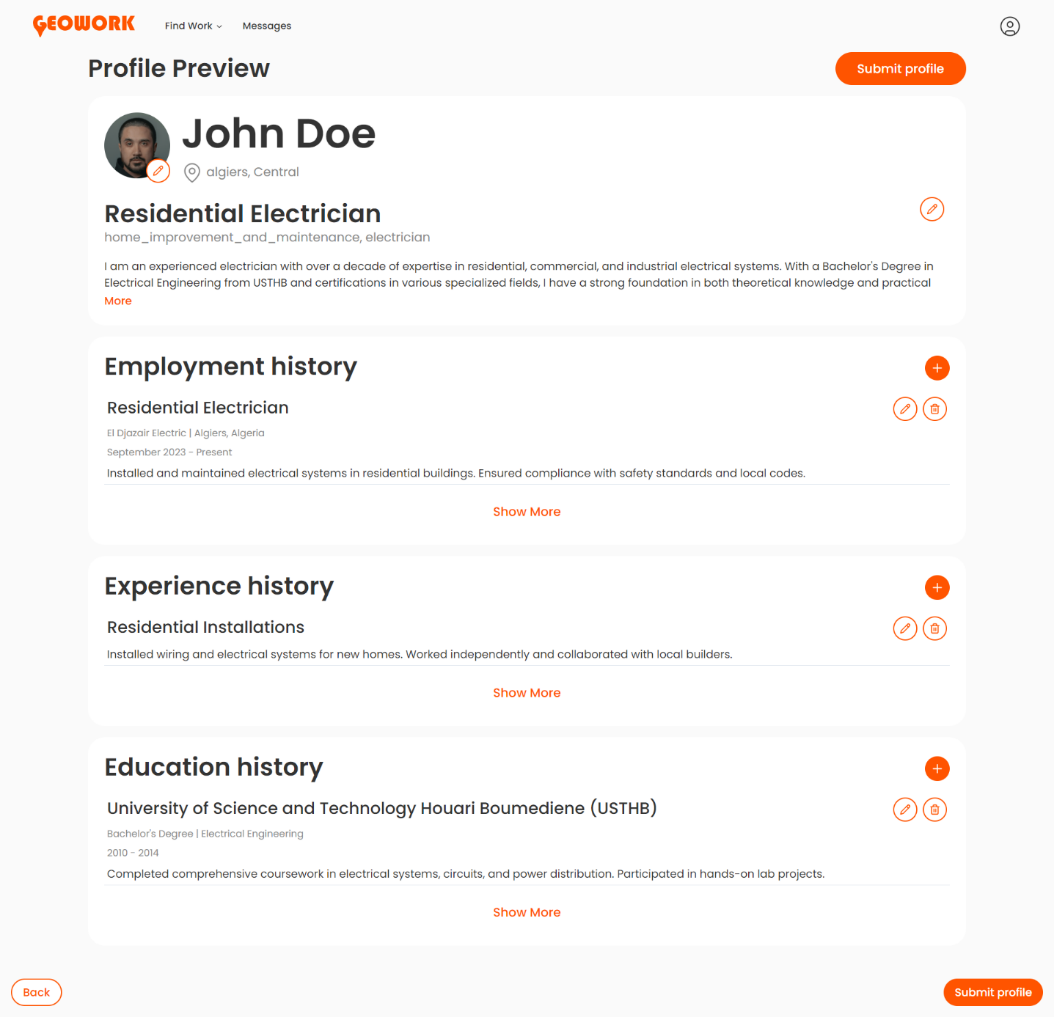 GEOWORK
Find Work
Messages
Profile Preview
Submit profile
John Doe
algiers, Central
Residential Electrician
home_improvement_and_maintenance, electrician
I am an experienced electrician with over a decade of expertise in residential, commercial, and industrial electrical systems. With a Bachelor's Degree in
Electrical Engineering from USTHB and certifications in various specialized fields, I have a strong foundation in both theoretical knowledge and practical
More
Employment history
Residential Electrician
El Djazair Electric | Algiers, Algeria
September 2023 - Present
Installed and maintained electrical systems in residential buildings. Ensured compliance with safety standards and local codes.
Show More
Experience history
Residential Installations
Installed wiring and electrical systems for new homes. Worked independently and collaborated with local builders.
Show More
Education history
University of Science and Technology Houari Boumediene (USTHB)
Bachelor's Degree | Electrical Engineering
2010 - 2014
Completed comprehensive coursework in electrical systems, circuits, and power distribution. Participated in hands-on lab projects.
Show More
Back
Submit profile